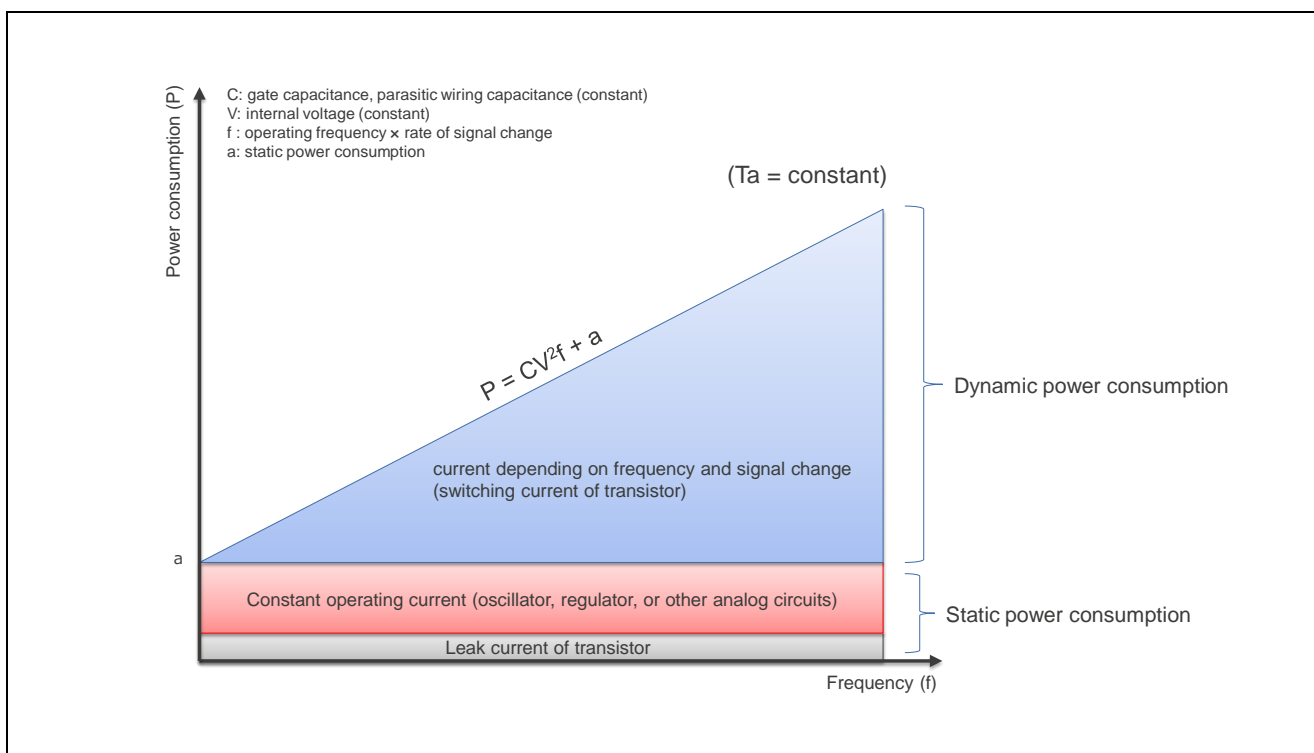 C: gate capacitance, parasitic wiring capacitance (constant)
V: internal voltage (constant)
f : operating frequency × rate of signal change
a: static power consumption
Power consumption (P)
(Ta = constant)
P = CV²f + a
Dynamic power consumption
current depending on frequency and signal change
(switching current of transistor)
a
Constant operating current (oscillator, regulator, or other analog circuits)
Static power consumption
Leak current of transistor
Frequency (f)